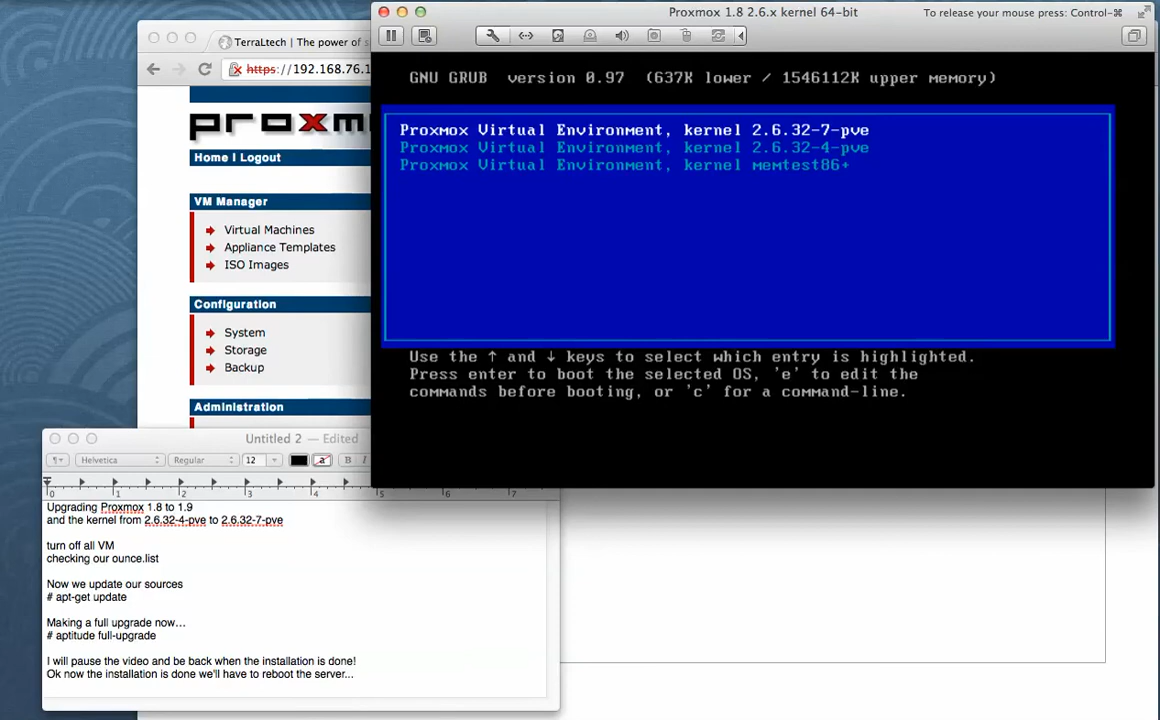 Proxmox 1.8 2.6.x kernel 64-bit
To release your mouse press: Control-⌘
TerraLtech | The power of s
https://192.168.76.1
GNU GRUB version 0.97 (637K lower / 1546112K upper memory)
Proxmox Virtual Environment, kernel 2.6.32-7-pve
Proxmox Virtual Environment, kernel 2.6.32-4-pve
Proxmox Virtual Environment, kernel memtest86+
Use the ↑ and ↓ keys to select which entry is highlighted.
Press enter to boot the selected OS, 'e' to edit the
commands before booting, or 'c' for a command-line.
proxm
Home | Logout
VM Manager
Virtual Machines
Appliance Templates
ISO Images
Configuration
System
Storage
Backup
Administration
Untitled 2 — Edited
¶ Helvetica Regular 12 a B I
0 1 2 3 4 5 6 7
Upgrading Proxmox 1.8 to 1.9
and the kernel from 2.6.32-4-pve to 2.6.32-7-pve
turn off all VM
checking our ounce.list
Now we update our sources
# apt-get update
Making a full upgrade now...
# aptitude full-upgrade
I will pause the video and be back when the installation is done!
Ok now the installation is done we'll have to reboot the server...